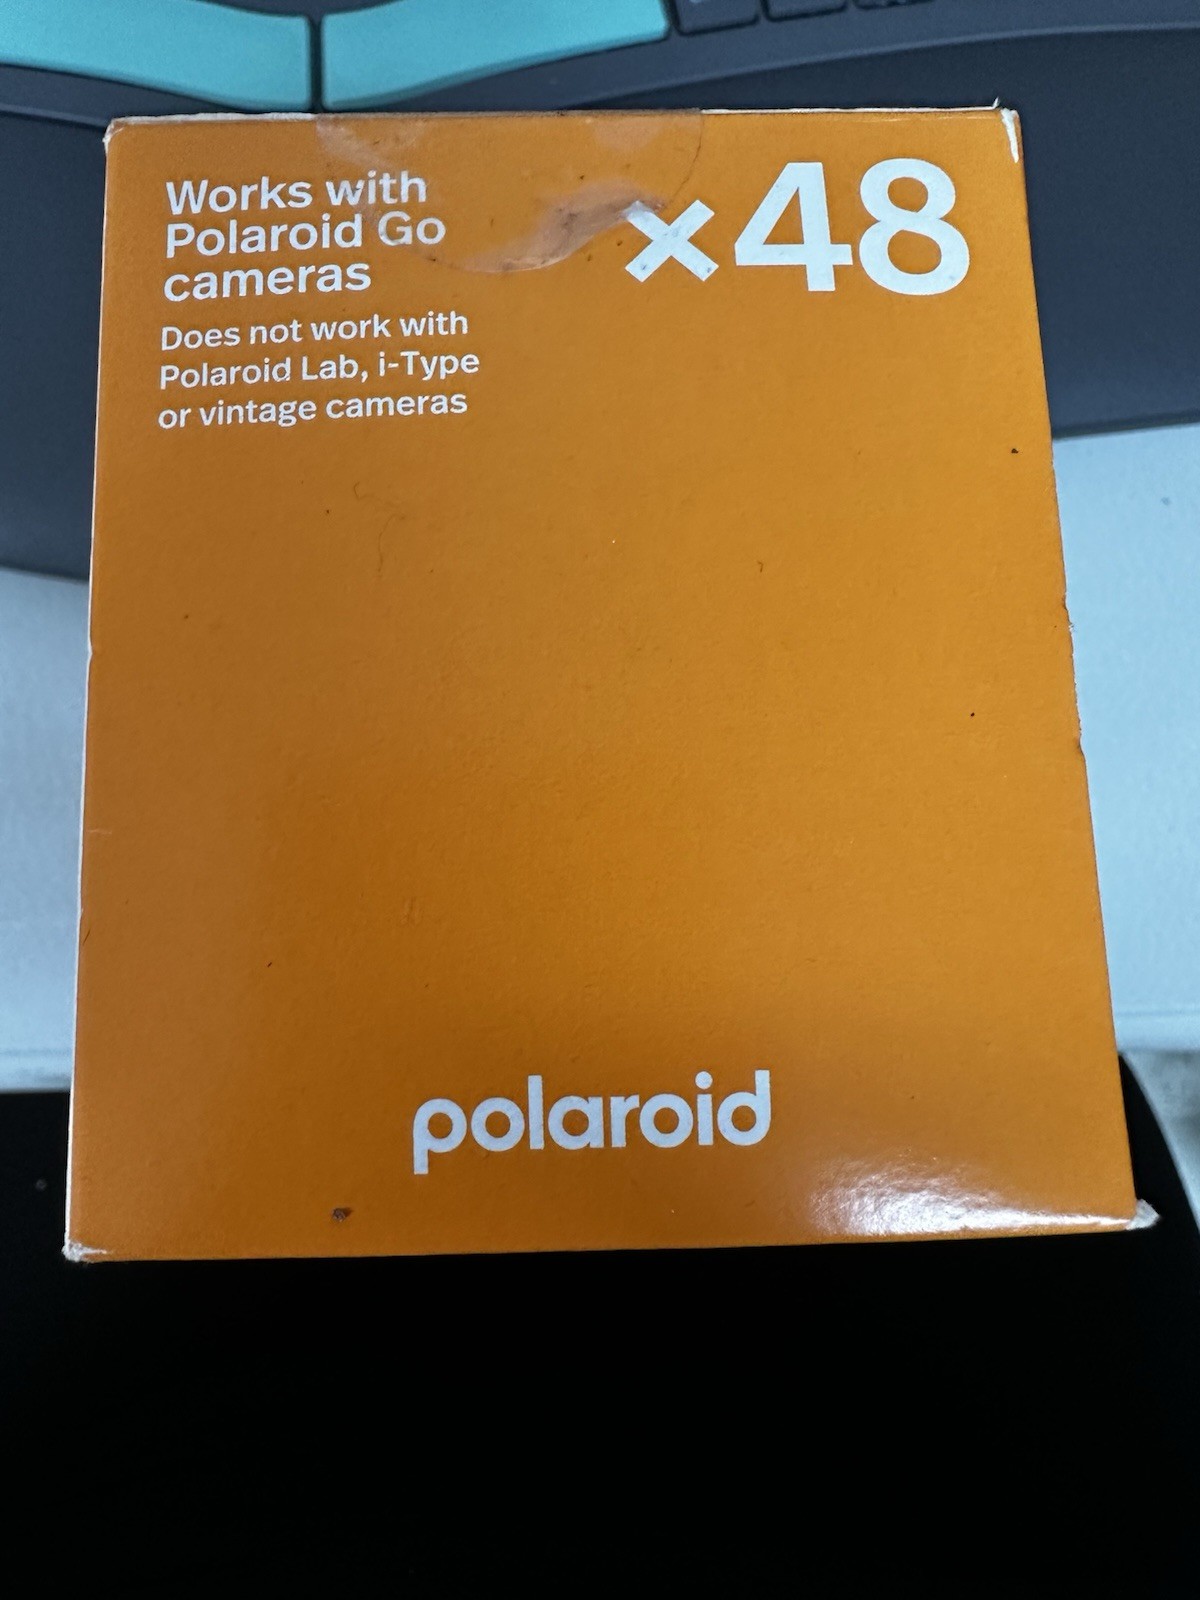 Works with
Polaroid Go
cameras
Does not work with
Polaroid Lab, i-Type
or vintage cameras
×48
polaroid